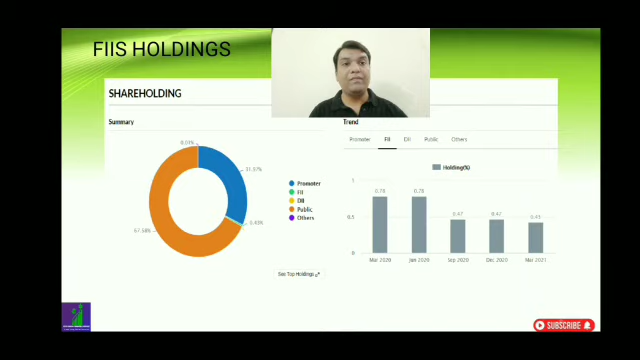 FIIS HOLDINGS
SHAREHOLDING
Summary
0.01%
31.37%
0.43%
67.58%
Promoter
FII
DII
Public
Others
See Top Holdings
Trend
Promoter FII DII Public Others
Holding(%)
1
0.5
0
0.78 0.78 0.47 0.47 0.43
Mar 2020 Jun 2020 Sep 2020 Dec 2020 Mar 2021
SUBSCRIBE